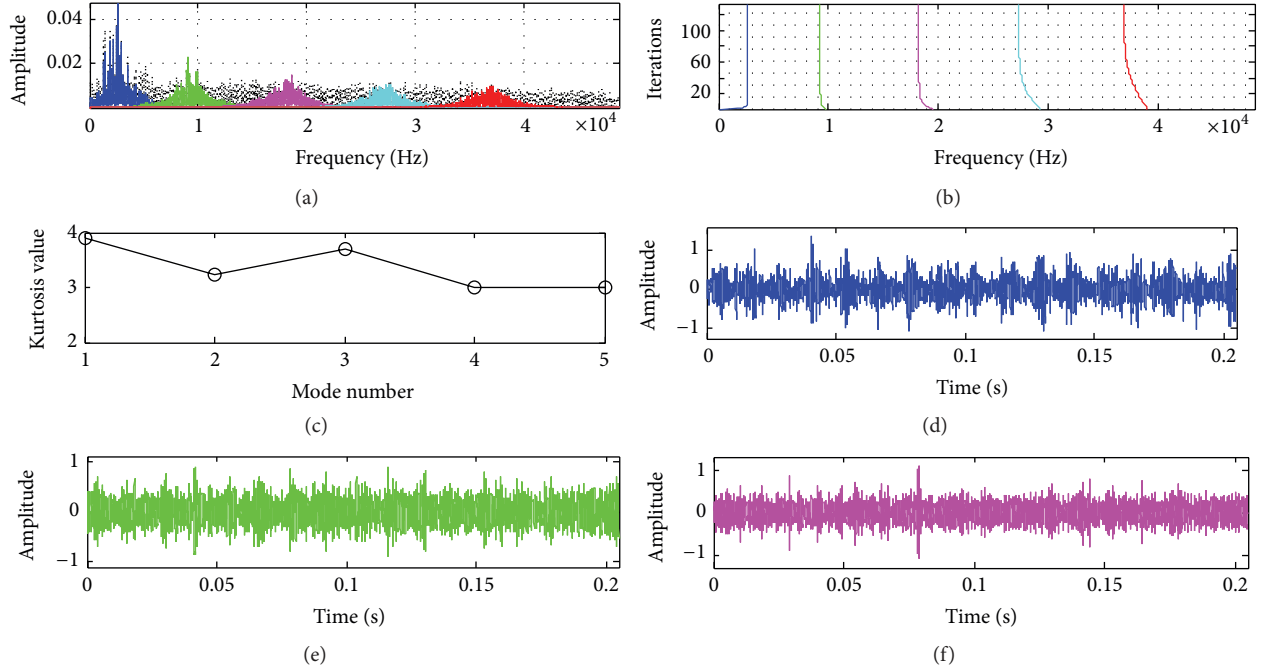 Amplitude
0.04
0.02
0 1 2 3 4 ×10⁴
Frequency (Hz)
(a)
Iterations
100
60
20
0 1 2 3 4 ×10⁴
Frequency (Hz)
(b)
Kurtosis value
4
3
2
1 2 3 4 5
Mode number
(c)
Amplitude
1
0
−1
0 0.05 0.1 0.15 0.2
Time (s)
(d)
Amplitude
1
0
−1
0 0.05 0.1 0.15 0.2
Time (s)
(e)
Amplitude
1
0
−1
0 0.05 0.1 0.15 0.2
Time (s)
(f)